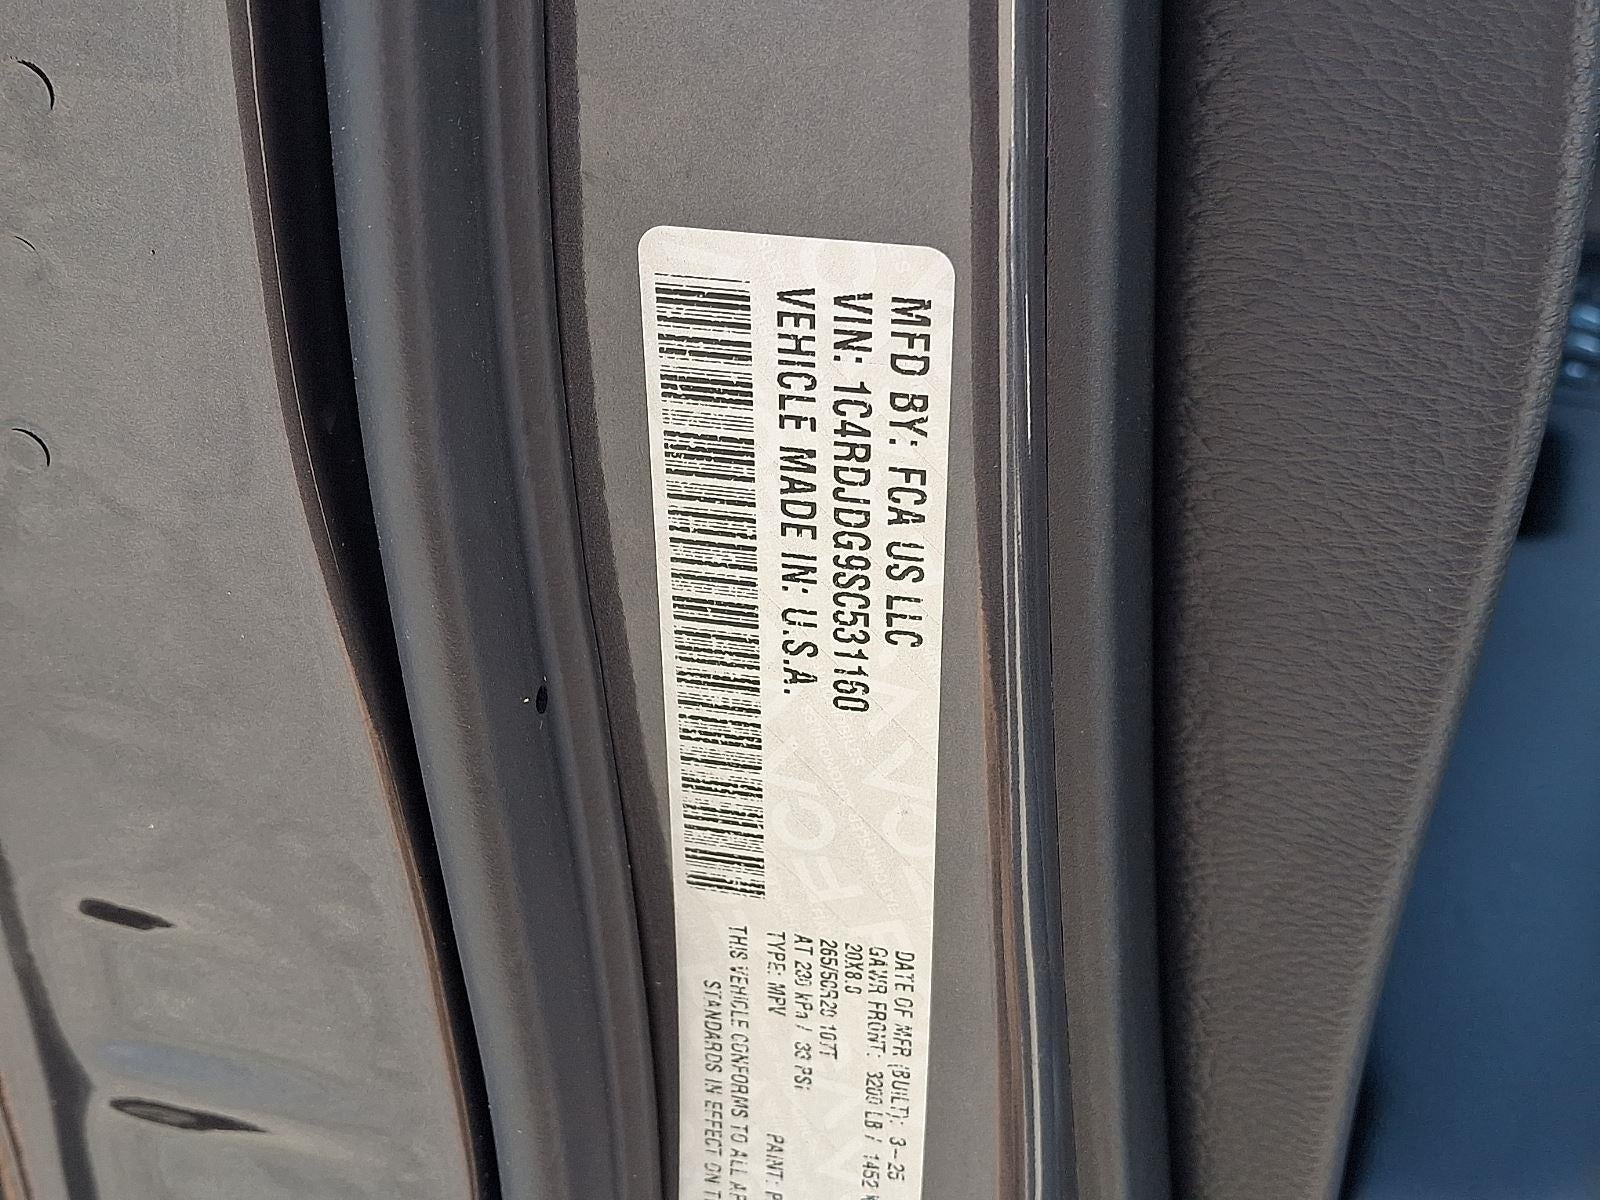 MFD BY: FCA US LLC
VIN: 1C4RDJDG9SC531160
VEHICLE MADE IN: U.S.A.
DATE OF MFR (BUILT): 3-25
GAWR FRONT: 3200 LB / 1452
20X8.0
265/50R20 107T
AT 230 kPa / 33 PSI
TYPE: MPV PAINT: P
THIS VEHICLE CONFORMS TO ALL AP
STANDARDS IN EFFECT ON T